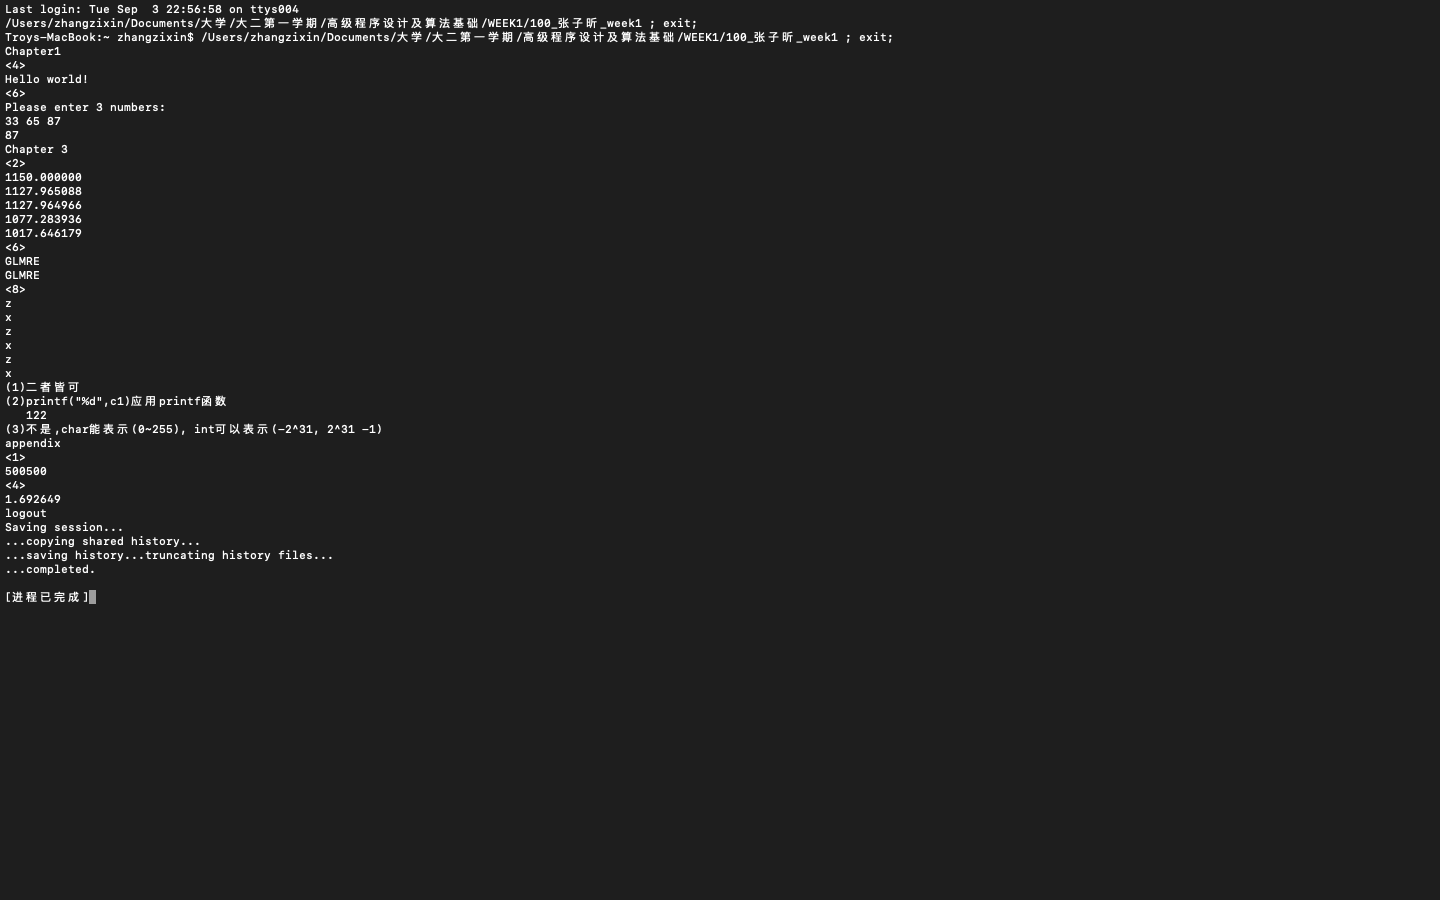 Last login: Tue Sep  3 22:56:58 on ttys004
/Users/zhangzixin/Documents/大学/大二第一学期/高级程序设计及算法基础/WEEK1/100_张子昕_week1 ; exit;
Troys-MacBook:~ zhangzixin$ /Users/zhangzixin/Documents/大学/大二第一学期/高级程序设计及算法基础/WEEK1/100_张子昕_week1 ; exit;
Chapter1
<4>
Hello world!
<6>
Please enter 3 numbers:
33 65 87
87
Chapter 3
<2>
1150.000000
1127.965088
1127.964966
1077.283936
1017.646179
<6>
GLMRE
GLMRE
<8>
z
x
z
x
z
x
(1)二者皆可
(2)printf("%d",c1)应用printf函数
   122
(3)不是,char能表示(0~255), int可以表示(-2^31, 2^31 -1)
appendix
<1>
500500
<4>
1.692649
logout
Saving session...
...copying shared history...
...saving history...truncating history files...
...completed.
[进程已完成]